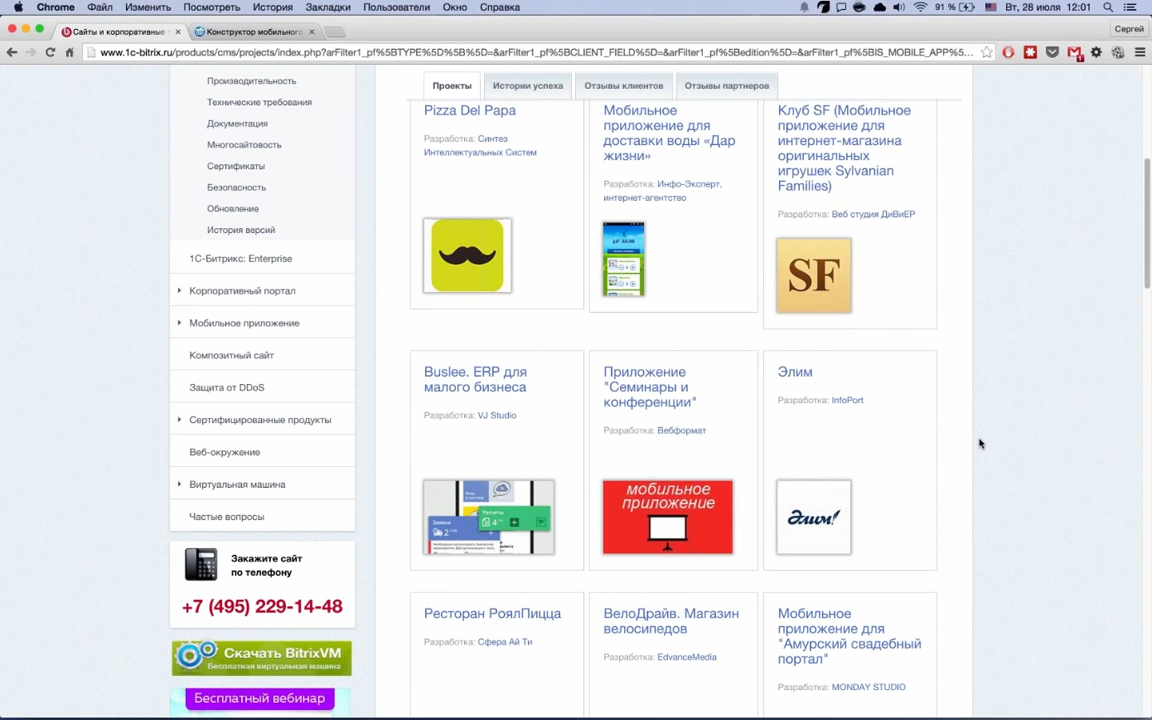 Chrome Файл Изменить Посмотреть История Закладки Пользователи Окно Справка 91 % Вт, 28 июля 12:01
Сайты и корпоративные Конструктор мобильного Сергей
www.1c-bitrix.ru/products/cms/projects/index.php?arFilter1_pf%5BTYPE%5D%5B%5D=&arFilter1_pf%5BCLIENT_FIELD%5D=&arFilter1_pf%5Bedition%5D=&arFilter1_pf%5BIS_MOBILE_APP%5...
Производительность
Технические требования
Документация
Многосайтовость
Сертификаты
Безопасность
Обновление
История версий
1С-Битрикс: Enterprise
Корпоративный портал
Мобильное приложение
Композитный сайт
Защита от DDoS
Сертифицированные продукты
Веб-окружение
Виртуальная машина
Частые вопросы
Закажите сайт
по телефону
+7 (495) 229-14-48
Скачать BitrixVM
Бесплатная виртуальная машина
Бесплатный вебинар
Проекты Истории успеха Отзывы клиентов Отзывы партнеров
Pizza Del Papa
Разработка: Синтез
Интеллектуальных Систем
Мобильное
приложение для
доставки воды «Дар
жизни»
Разработка: Инфо-Эксперт,
интернет-агентство
Клуб SF (Мобильное
приложение для
интернет-магазина
оригинальных
игрушек Sylvanian
Families)
Разработка: Веб студия ДиВиЕР
SF
Buslee. ERP для
малого бизнеса
Разработка: VJ Studio
Расчеты
4
Заявки
2
Приложение
"Семинары и
конференции"
Разработка: Вебформат
мобильное
приложение
Элим
Разработка: InfoPort
Элим!
Ресторан РоялПицца
Разработка: Сфера Ай Ти
ВелоДрайв. Магазин
велосипедов
Разработка: EdvanceMedia
Мобильное
приложение для
"Амурский свадебный
портал"
Разработка: MONDAY STUDIO